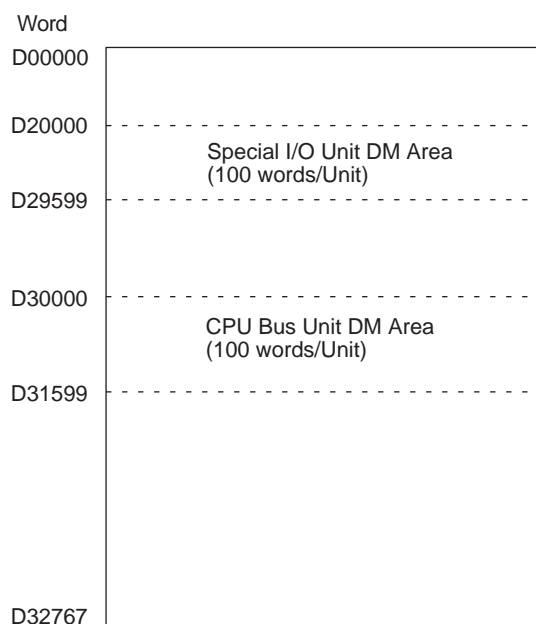 Word
D00000
D20000
Special I/O Unit DM Area
(100 words/Unit)
D29599
D30000
CPU Bus Unit DM Area
(100 words/Unit)
D31599
D32767